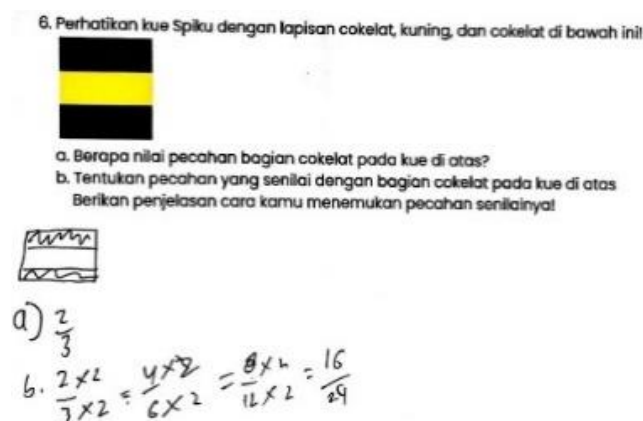 6. Perhatikan kue Spiku dengan lapisan cokelat, kuning, dan cokelat di bawah ini!
a. Berapa nilai pecahan bagian cokelat pada kue di atas?
b. Tentukan pecahan yang senilai dengan bagian cokelat pada kue di atas
Berikan penjelasan cara kamu menemukan pecahan senilainya!
a) 2/3
b. 2×2/3×2 = 4×2/6×2 = 8×2/12×2 = 16/24